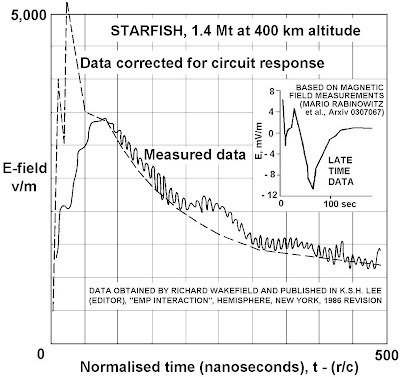 5,000
STARFISH, 1.4 Mt at 400 km altitude
Data corrected for circuit response
BASED ON MAGNETIC
FIELD MEASUREMENTS
(MARIO RABINOWITZ
et al., Arxiv 0307067)
8
4
0
-4
-8
-12
E, mV/m
LATE
TIME
DATA
0
100 sec
Measured data
E-field
v/m
DATA OBTAINED BY RICHARD WAKEFIELD AND PUBLISHED IN K.S.H. LEE
(EDITOR), "EMP INTERACTION", HEMISPHERE, NEW YORK, 1986 REVISION
0
500
Normalised time (nanoseconds), t - (r/c)